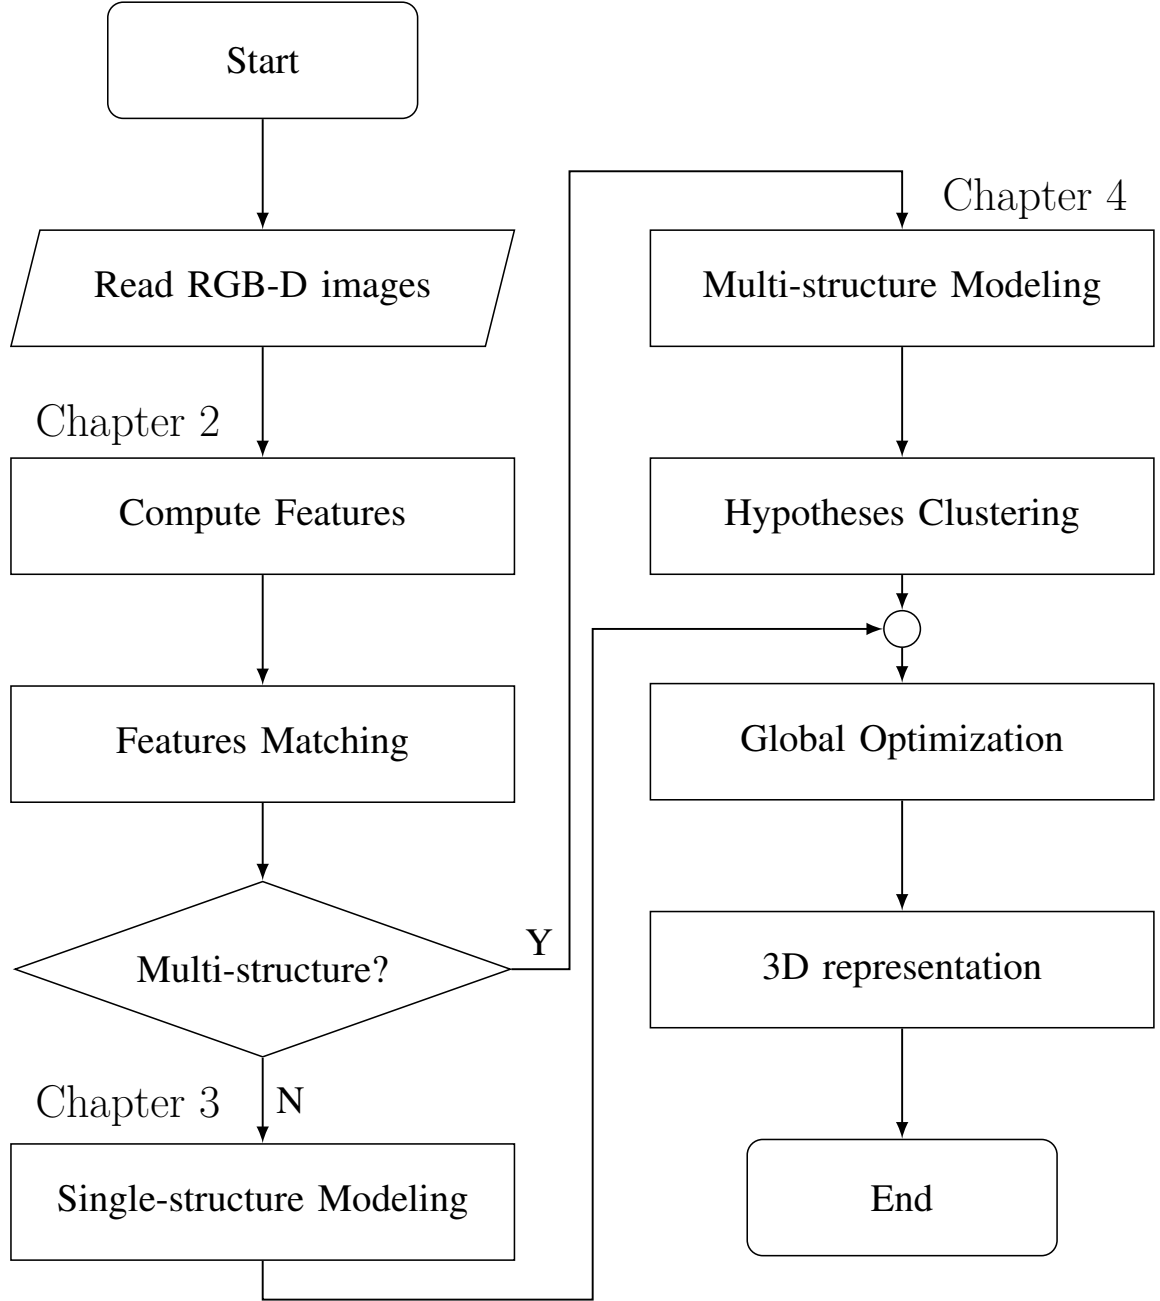 Start
Read RGB-D images
Chapter 2
Compute Features
Features Matching
Multi-structure?
Y
N
Chapter 3
Single-structure Modeling
Chapter 4
Multi-structure Modeling
Hypotheses Clustering
Global Optimization
3D representation
End